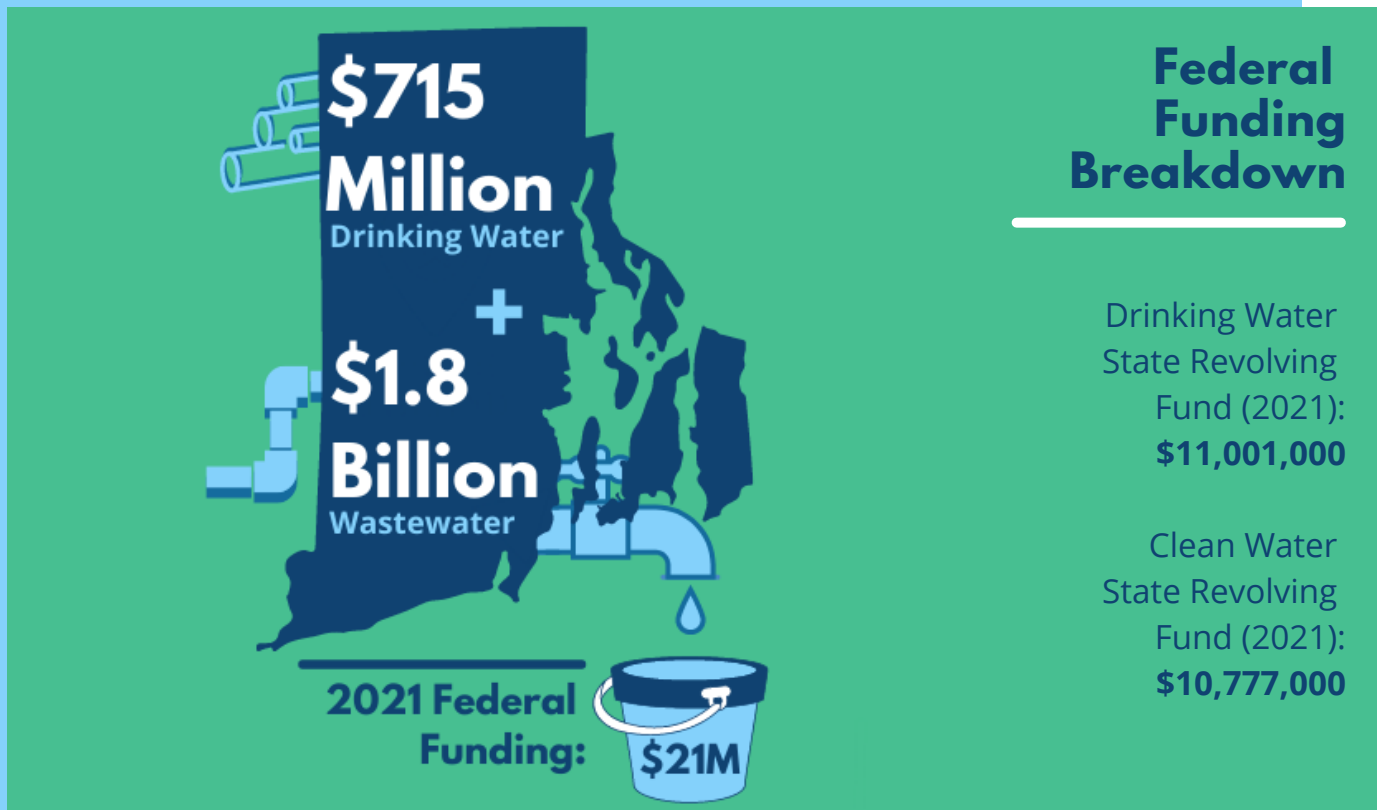 $715
Million
Drinking Water
+
$1.8
Billion
Wastewater
2021 Federal
Funding:
$21M
Federal
Funding
Breakdown
Drinking Water
State Revolving
Fund (2021):
$11,001,000
Clean Water
State Revolving
Fund (2021):
$10,777,000